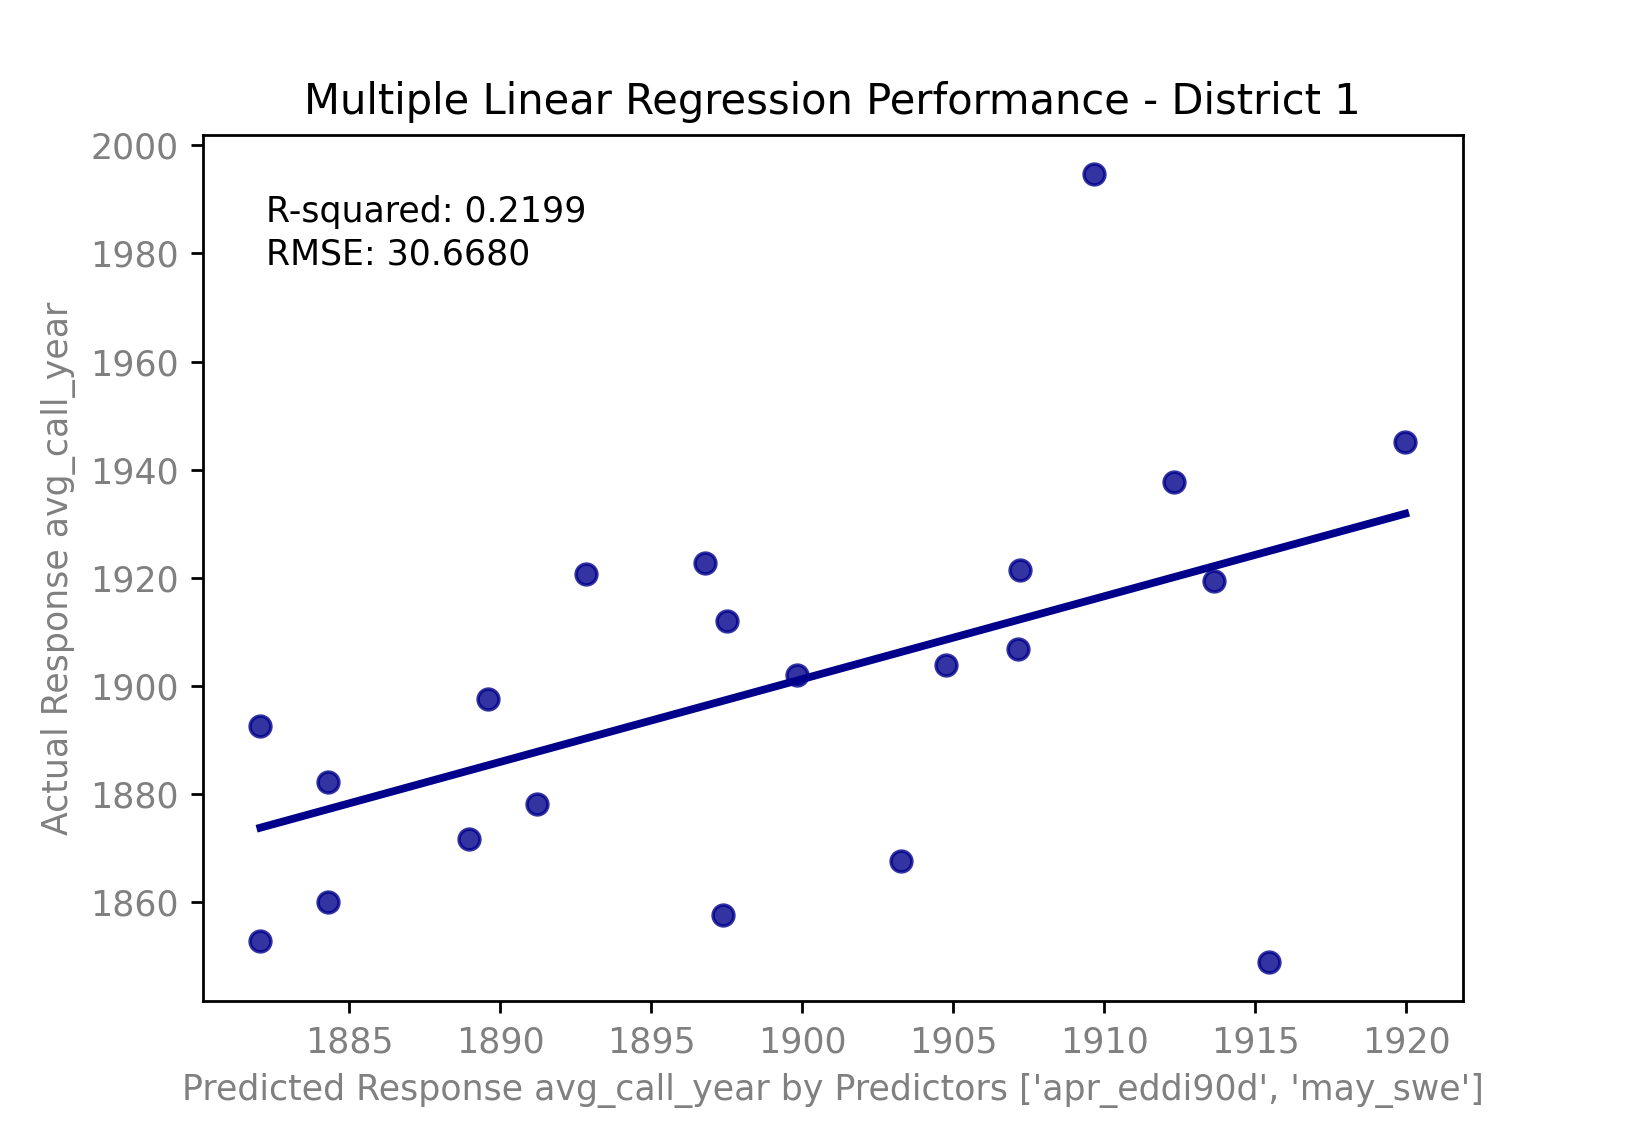 Multiple Linear Regression Performance - District 1
R-squared: 0.2199
RMSE: 30.6680
Actual Response avg_call_year
2000
1980
1960
1940
1920
1900
1880
1860
1885 1890 1895 1900 1905 1910 1915 1920
Predicted Response avg_call_year by Predictors ['apr_eddi90d', 'may_swe']